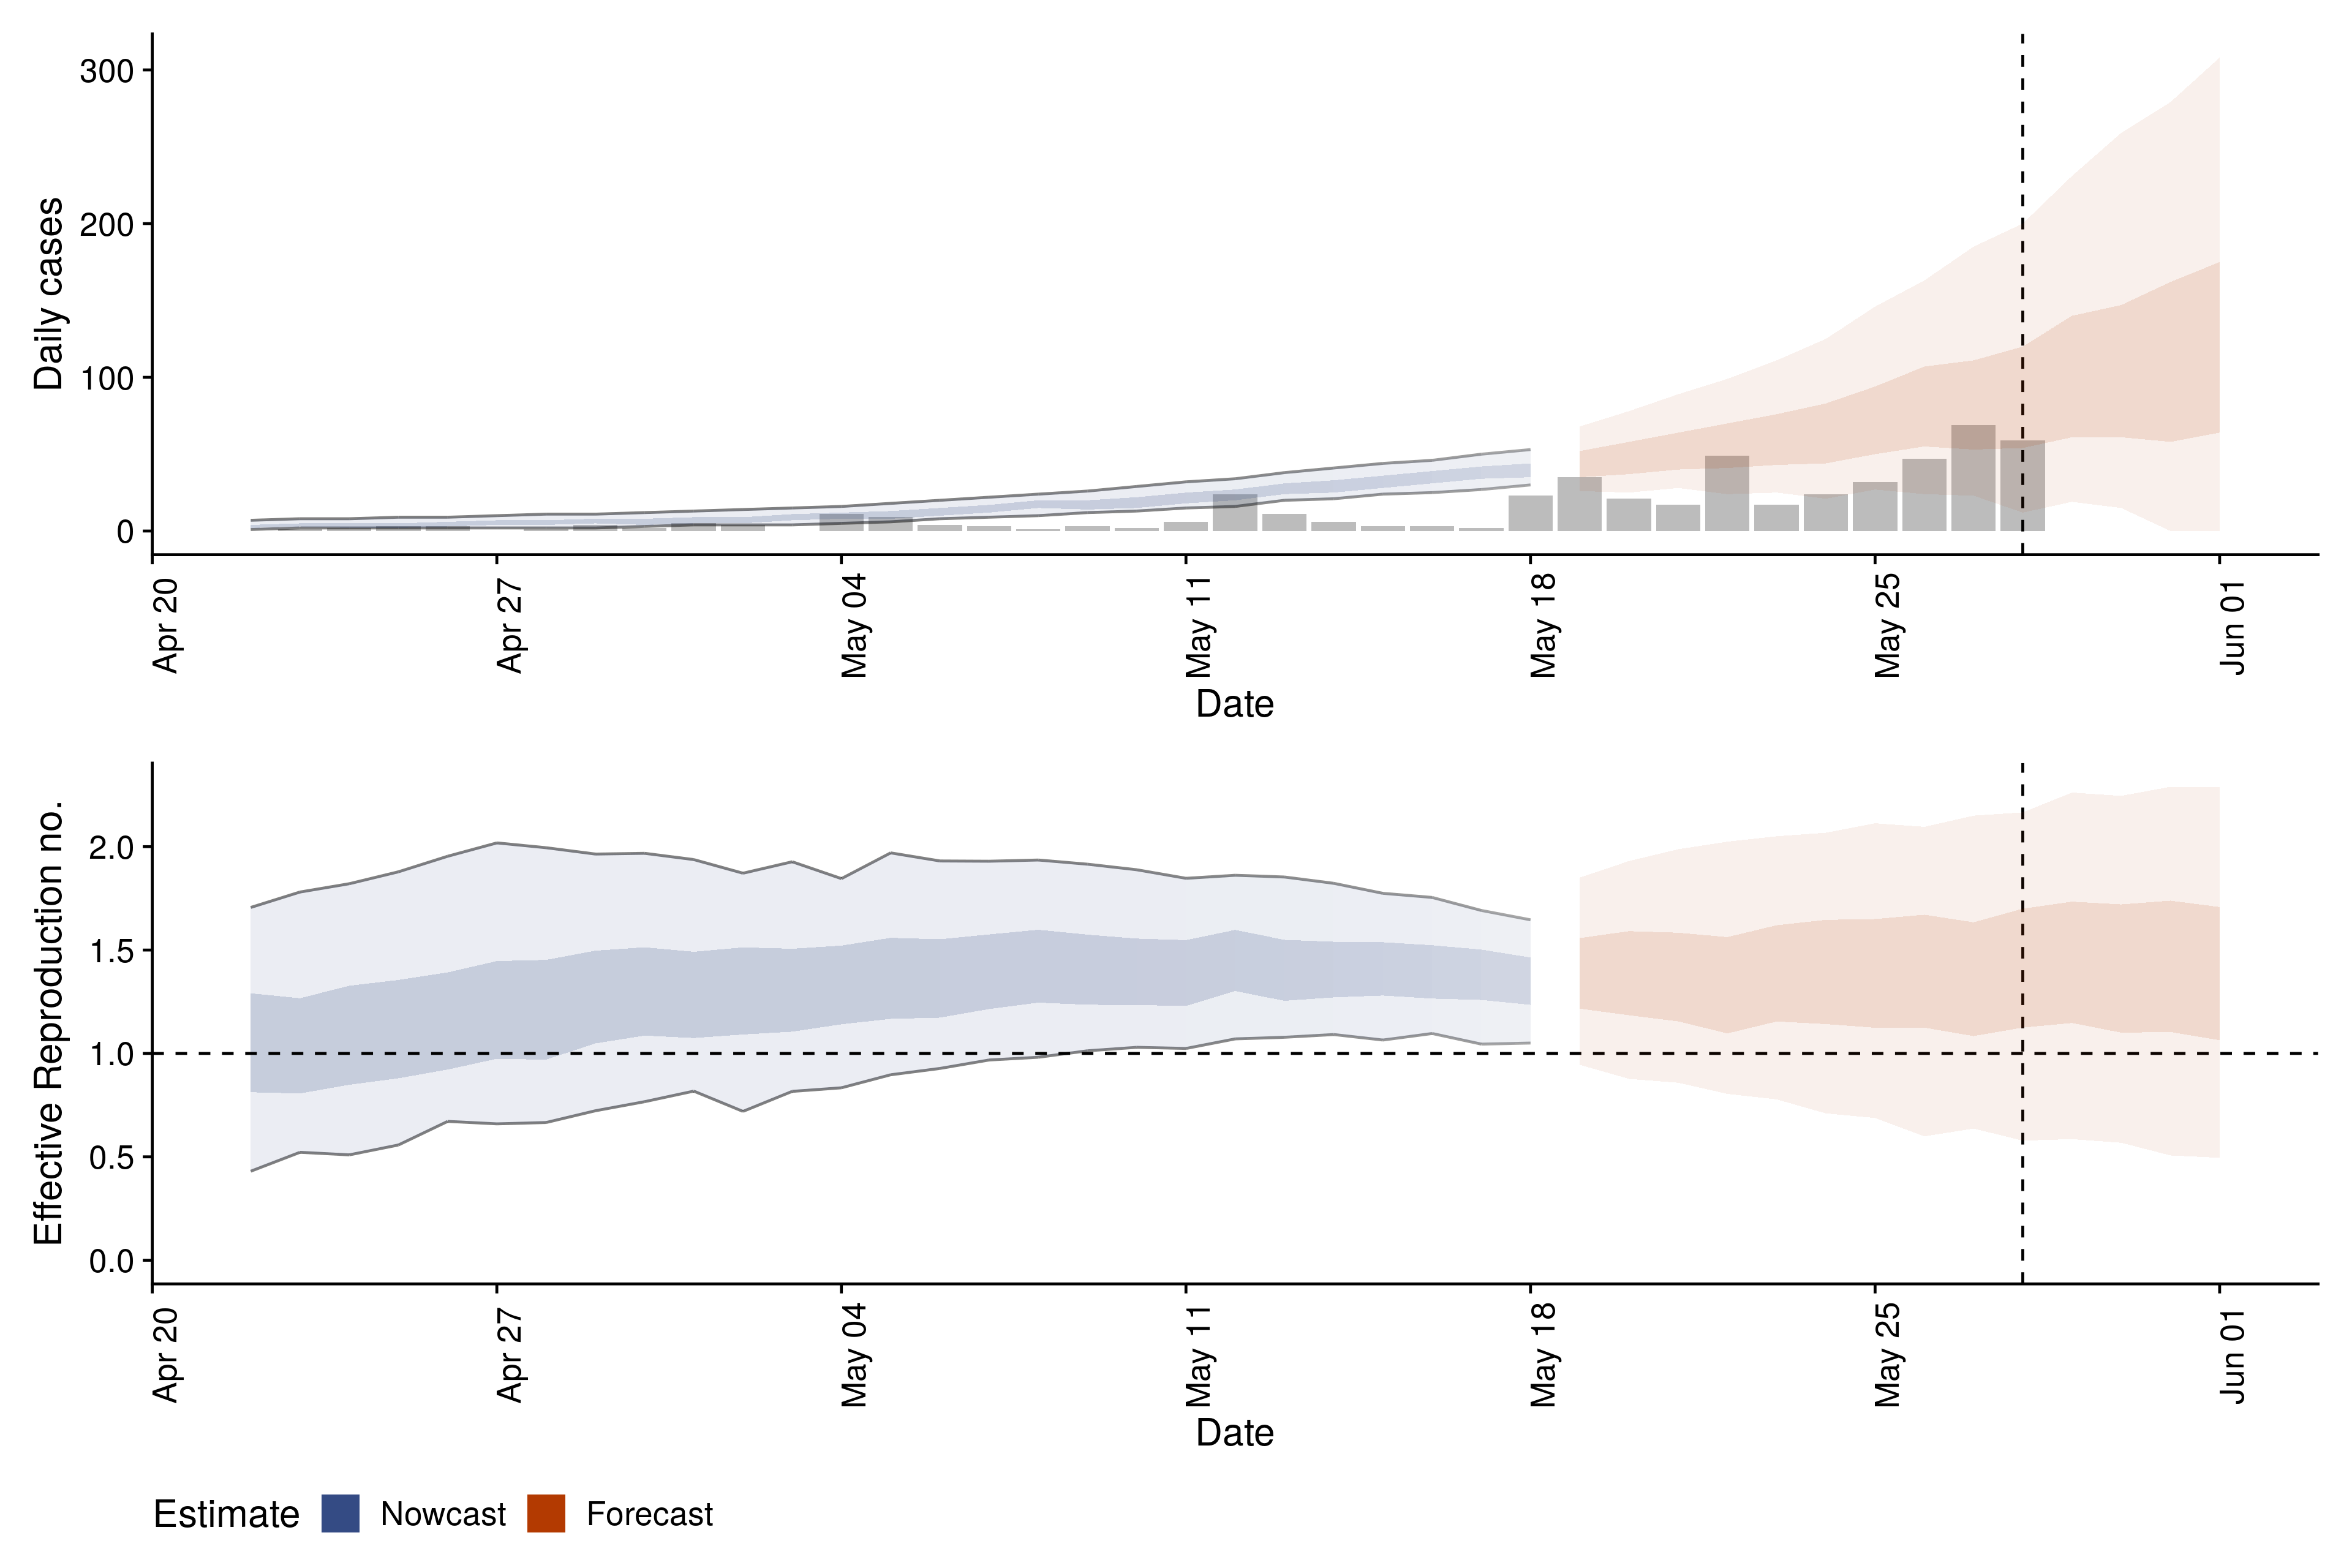 Daily cases
300
200
100
0
Apr 20
Apr 27
May 04
May 11
May 18
May 25
Jun 01
Date
Effective Reproduction no.
2.0
1.5
1.0
0.5
0.0
Apr 20
Apr 27
May 04
May 11
May 18
May 25
Jun 01
Date
Estimate Nowcast Forecast